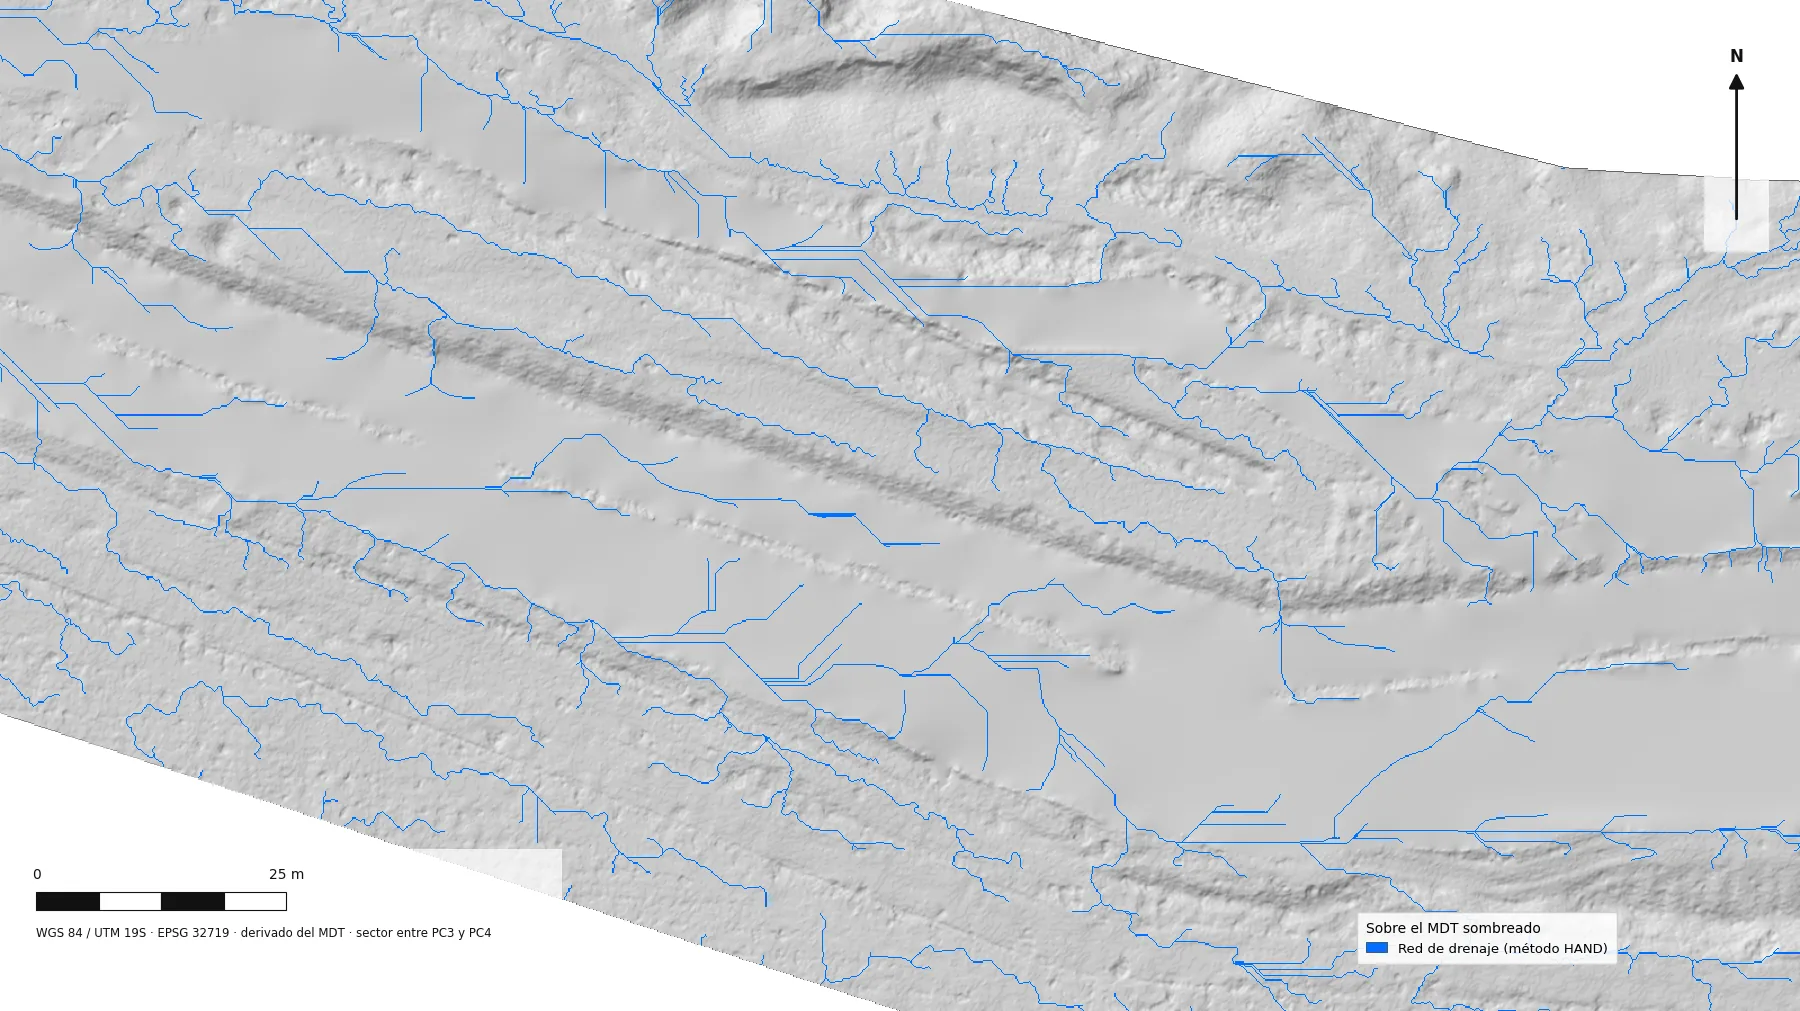 N
0 25 m
WGS 84 / UTM 19S · EPSG 32719 · derivado del MDT · sector entre PC3 y PC4
Sobre el MDT sombreado
Red de drenaje (método HAND)